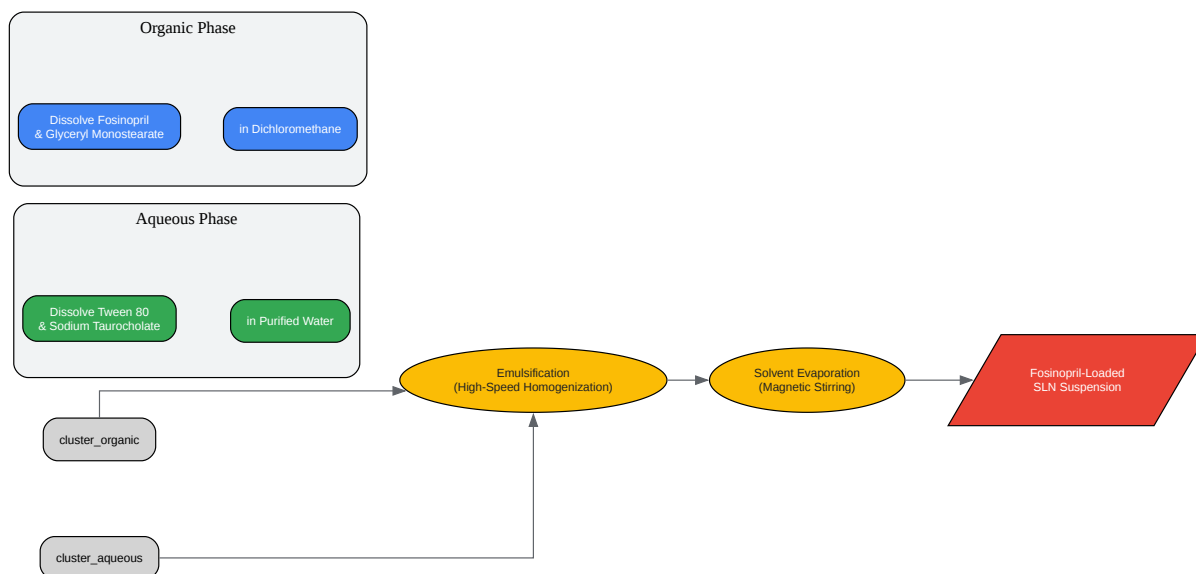 Organic Phase
Dissolve Fosinopril
& Glyceryl Monostearate
in Dichloromethane
Aqueous Phase
Dissolve Tween 80
& Sodium Taurocholate
in Purified Water
Emulsification
(High-Speed Homogenization)
Solvent Evaporation
(Magnetic Stirring)
Fosinopril-Loaded
SLN Suspension
cluster_organic
cluster_aqueous